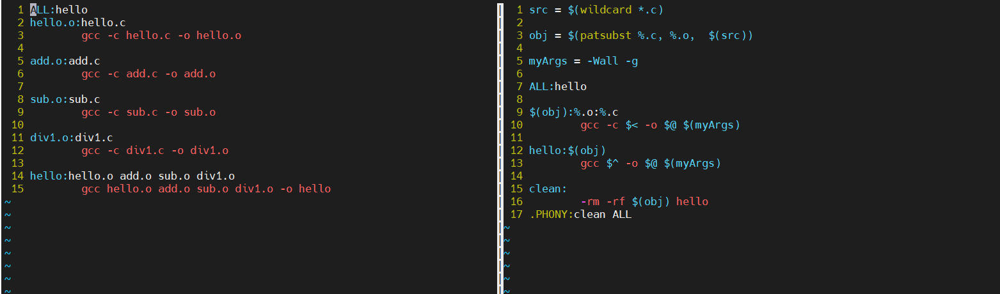 1 ALL:hello
2 hello.o:hello.c
3         gcc -c hello.c -o hello.o
4
5 add.o:add.c
6         gcc -c add.c -o add.o
7
8 sub.o:sub.c
9         gcc -c sub.c -o sub.o
10
11 div1.o:div1.c
12         gcc -c div1.c -o div1.o
13
14 hello:hello.o add.o sub.o div1.o
15         gcc hello.o add.o sub.o div1.o -o hello
~
~
~
~
~
~
~
~
1 src = $(wildcard *.c)
2
3 obj = $(patsubst %.c, %.o,  $(src))
4
5 myArgs = -Wall -g
6
7 ALL:hello
8
9 $(obj):%.o:%.c
10         gcc -c $< -o $@ $(myArgs)
11
12 hello:$(obj)
13         gcc $^ -o $@ $(myArgs)
14
15 clean:
16         -rm -rf $(obj) hello
17 .PHONY:clean ALL
~
~
~
~
~
~